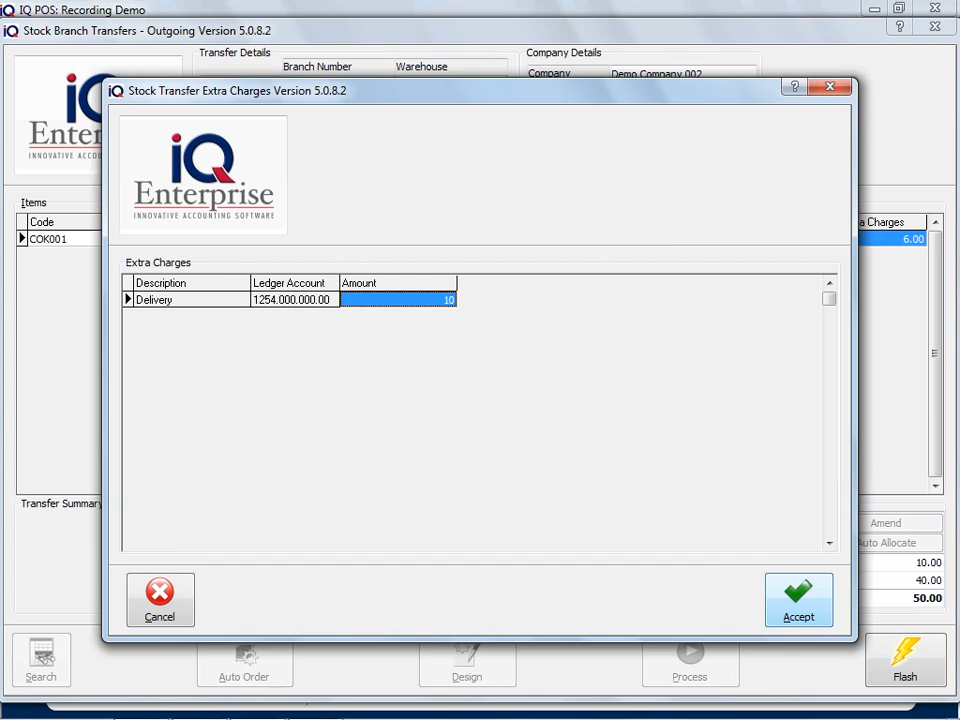 IQ POS: Recording Demo
Stock Branch Transfers - Outgoing Version 5.0.8.2
Transfer Details
Company Details
Branch Number Warehouse
Company Demo Company 002
Stock Transfer Extra Charges Version 5.0.8.2
iQ
Enterprise
INNOVATIVE ACCOUNTING SOFTWARE
Items
Code
a Charges
COK001
6.00
Extra Charges
Description Ledger Account Amount
Delivery 1254.000.000.00 10
Transfer Summary
Amend
Auto Allocate
10.00
40.00
50.00
Cancel
Accept
Search
Auto Order
Design
Process
Flash